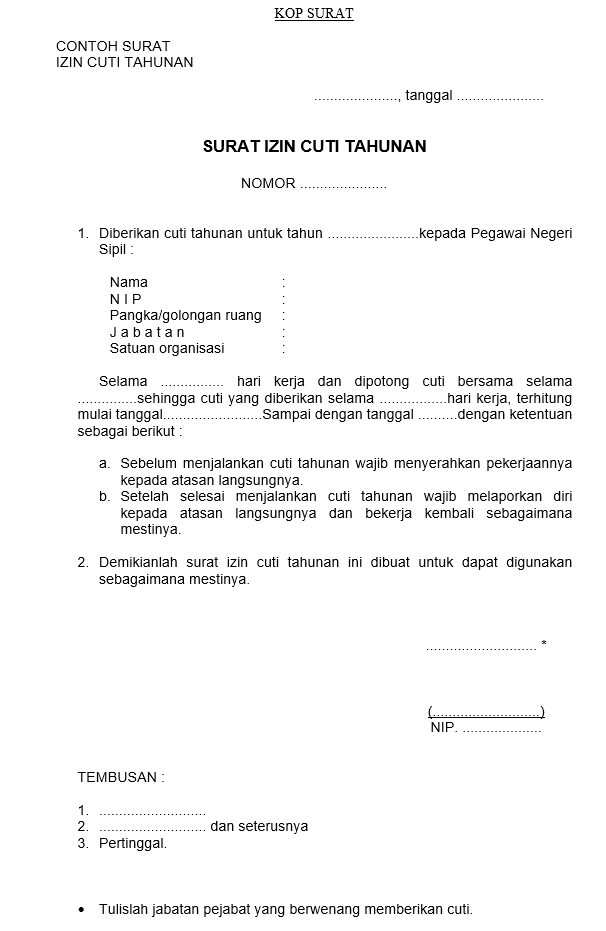 KOP SURAT
CONTOH SURAT
IZIN CUTI TAHUNAN
....................., tanggal ......................
SURAT IZIN CUTI TAHUNAN
NOMOR ......................
1. Diberikan cuti tahunan untuk tahun .......................kepada Pegawai Negeri
Sipil :
Nama :
N I P :
Pangka/golongan ruang :
J a b a t a n :
Satuan organisasi :
Selama ................ hari kerja dan dipotong cuti bersama selama
...............sehingga cuti yang diberikan selama .................hari kerja, terhitung
mulai tanggal.........................Sampai dengan tanggal ..........dengan ketentuan
sebagai berikut :
a. Sebelum menjalankan cuti tahunan wajib menyerahkan pekerjaannya
kepada atasan langsungnya.
b. Setelah selesai menjalankan cuti tahunan wajib melaporkan diri
kepada atasan langsungnya dan bekerja kembali sebagaimana
mestinya.
2. Demikianlah surat izin cuti tahunan ini dibuat untuk dapat digunakan
sebagaimana mestinya.
............................ *
(...........................)
NIP. ....................
TEMBUSAN :
1. ...........................
2. ........................... dan seterusnya
3. Pertinggal.
• Tulislah jabatan pejabat yang berwenang memberikan cuti.